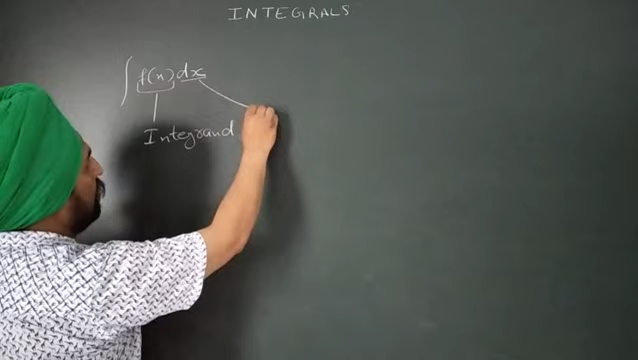 INTEGRALS
∫ f(x) dx
Integrand